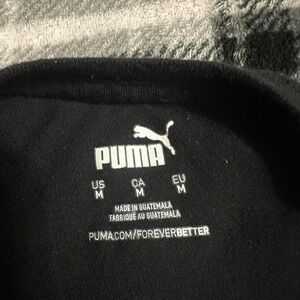 PUMA
US CA EU
M M M
MADE IN GUATEMALA
FABRIQUÉ AU GUATEMALA
PUMA.COM/FOREVERBETTER